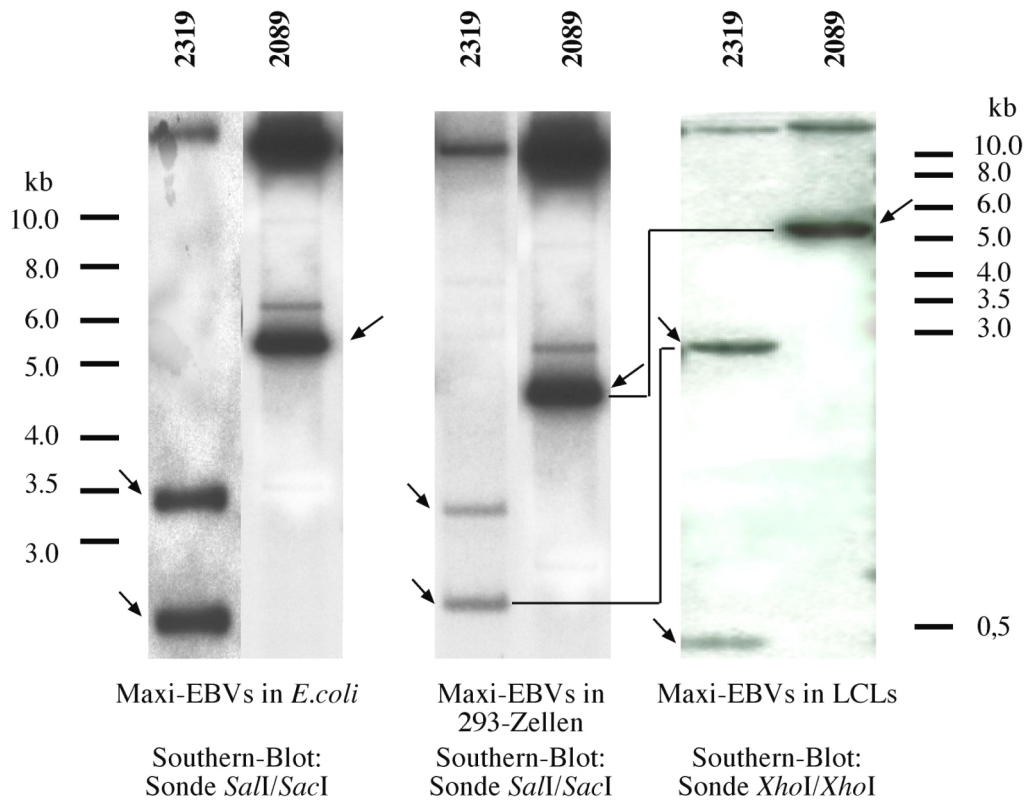 2319
2089
2319
2089
2319
2089
kb
10.0
8.0
6.0
5.0
4.0
3.5
3.0
kb
10.0
8.0
6.0
5.0
4.0
3.5
3.0
0,5
Maxi-EBVs in E.coli
Southern-Blot:
Sonde SalI/SacI
Maxi-EBVs in
293-Zellen
Southern-Blot:
Sonde SalI/SacI
Maxi-EBVs in LCLs
Southern-Blot:
Sonde XhoI/XhoI